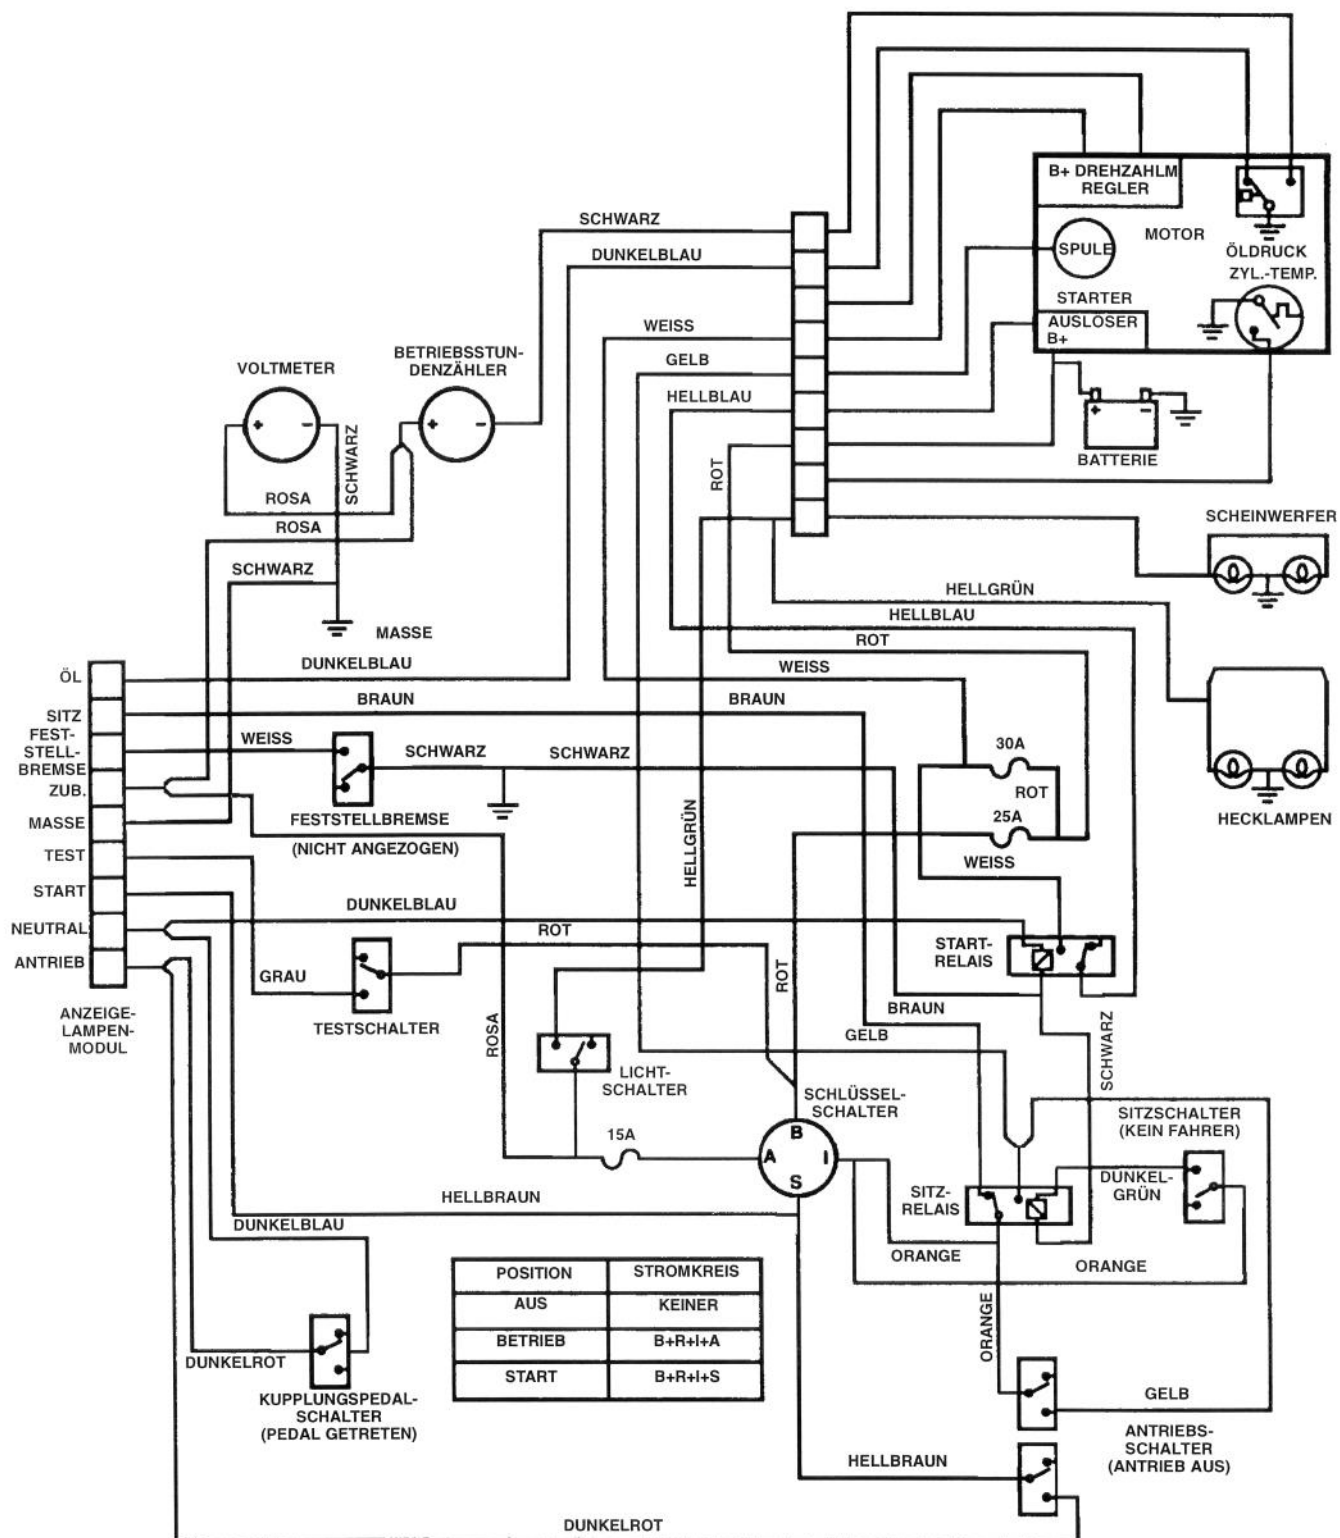 B+ DREHZAHLM
REGLER
SCHWARZ
MOTOR
SPULE
ÖLDRUCK
DUNKELBLAU
ZYL.-TEMP.
STARTER
AUSLÖSER
B+
WEISS
GELB
BETRIEBSSTUN-
DENZÄHLER
VOLTMETER
HELLBLAU
+ -
+ -
+ -
SCHWARZ
BATTERIE
ROT
ROSA
ROSA
SCHEINWERFER
SCHWARZ
HELLGRÜN
HELLBLAU
MASSE
ROT
DUNKELBLAU
WEISS
ÖL
BRAUN
BRAUN
SITZ
FEST-
STELL-
BREMSE
WEISS
SCHWARZ
SCHWARZ
30A
ROT
ZUB.
25A
HECKLAMPEN
MASSE
FESTSTELLBREMSE
(NICHT ANGEZOGEN)
HELLGRÜN
TEST
WEISS
START
DUNKELBLAU
NEUTRAL
ROT
START-
RELAIS
ANTRIEB
GRAU
ROT
ANZEIGE-
LAMPEN-
MODUL
TESTSCHALTER
BRAUN
GELB
ROSA
SCHWARZ
LICHT-
SCHALTER
SCHLÜSSEL-
SCHALTER
SITZSCHALTER
(KEIN FAHRER)
15A
B
A I
S
DUNKEL-
GRÜN
SITZ-
RELAIS
HELLBRAUN
DUNKELBLAU
ORANGE
ORANGE
POSITION STROMKREIS
AUS KEINER
BETRIEB B+R+I+A
START B+R+I+S
ORANGE
DUNKELROT
KUPPLUNGSPEDAL-
SCHALTER
(PEDAL GETRETEN)
GELB
ANTRIEBS-
SCHALTER
(ANTRIEB AUS)
HELLBRAUN
DUNKELROT